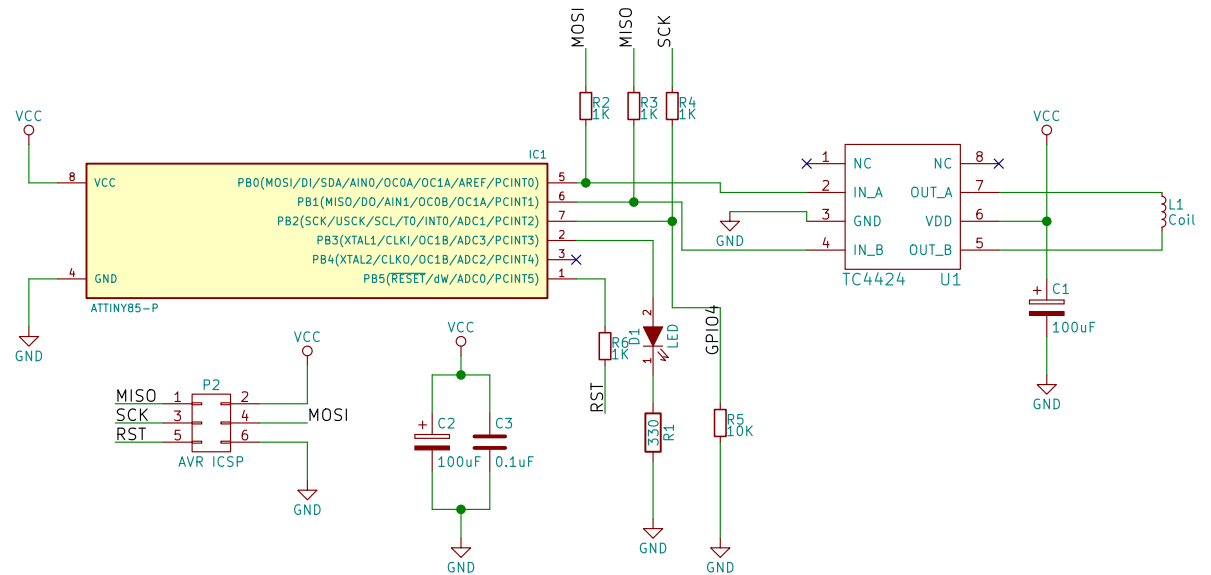 MOSI
MISO
SCK
R2
1K
R3
1K
R4
1K
VCC
VCC
IC1
8 VCC
4 GND
PB0(MOSI/DI/SDA/AIN0/OC0A/OC1A/AREF/PCINT0) 5
PB1(MISO/DO/AIN1/OC0B/OC1A/PCINT1) 6
PB2(SCK/USCK/SCL/T0/INT0/ADC1/PCINT2) 7
PB3(XTAL1/CLKI/OC1B/ADC3/PCINT3) 2
PB4(XTAL2/CLKO/OC1B/ADC2/PCINT4) 3
PB5(RESET/dW/ADC0/PCINT5) 1
ATTINY85-P
GND
1 NC NC 8
2 IN_A OUT_A 7
3 GND VDD 6
4 IN_B OUT_B 5
TC4424 U1
GND
L1
Coil
C1
+
100uF
GND
2
D1
LED
1
GPIO4
R6
1K
RST
330
R1
GND
R5
10K
GND
VCC
P2
MISO 1 2
SCK 3 4 MOSI
RST 5 6
AVR ICSP
GND
VCC
+
C2
100uF
C3
0.1uF
GND